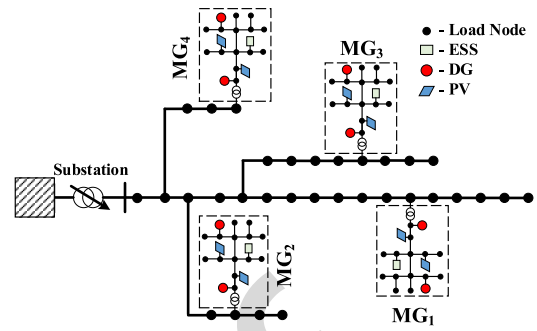 MG4
MG3
- Load Node
- ESS
- DG
- PV
Substation
MG2
MG1